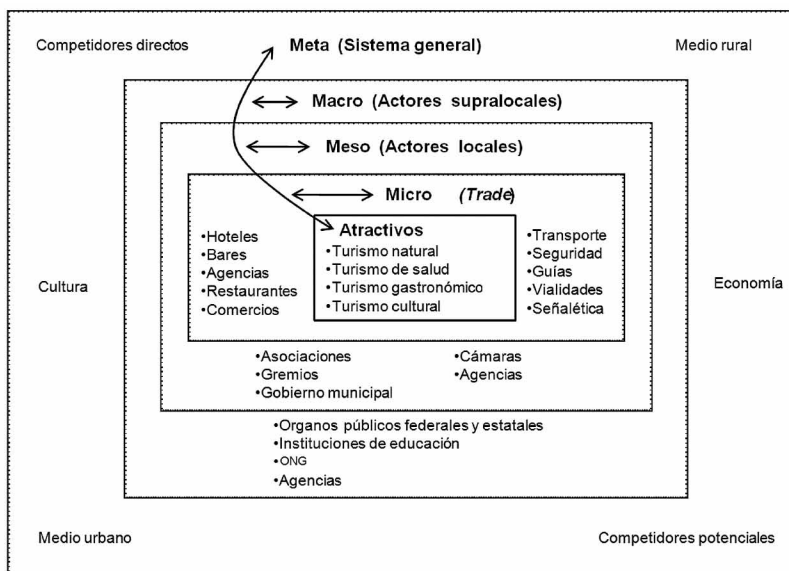 Competidores directos
Meta (Sistema general)
Medio rural
Macro (Actores supralocales)
Meso (Actores locales)
Micro (Trade)
•Hoteles
•Bares
•Agencias
•Restaurantes
•Comercios
Atractivos
•Turismo natural
•Turismo de salud
•Turismo gastronómico
•Turismo cultural
•Transporte
•Seguridad
•Guías
•Vialidades
•Señalética
Cultura
Economía
•Asociaciones
•Gremios
•Gobierno municipal
•Cámaras
•Agencias
•Organos públicos federales y estatales
•Instituciones de educación
•ONG
•Agencias
Medio urbano
Competidores potenciales